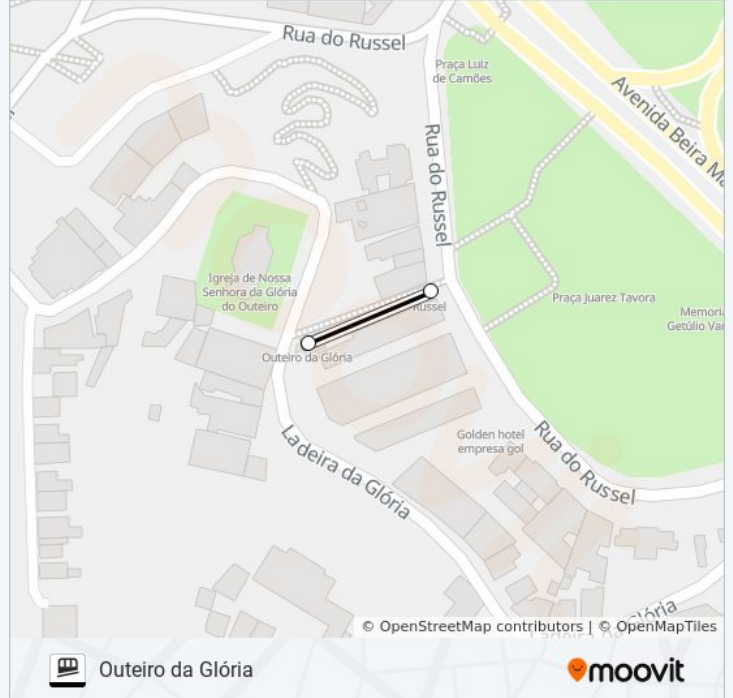 Rua do Russel
Praça Luiz
de Camões
Avenida Beira Ma
Rua do Russel
Igreja de Nossa
Senhora da Glória
do Outeiro
Praça Juarez Tavora
Memoria
Getúlio Var
Russel
Outeiro da Glória
Golden hotel
empresa gol
Rua do Russel
Ladeira da Glória
© OpenStreetMap contributors | © OpenMapTiles
Outeiro da Glória
moovit